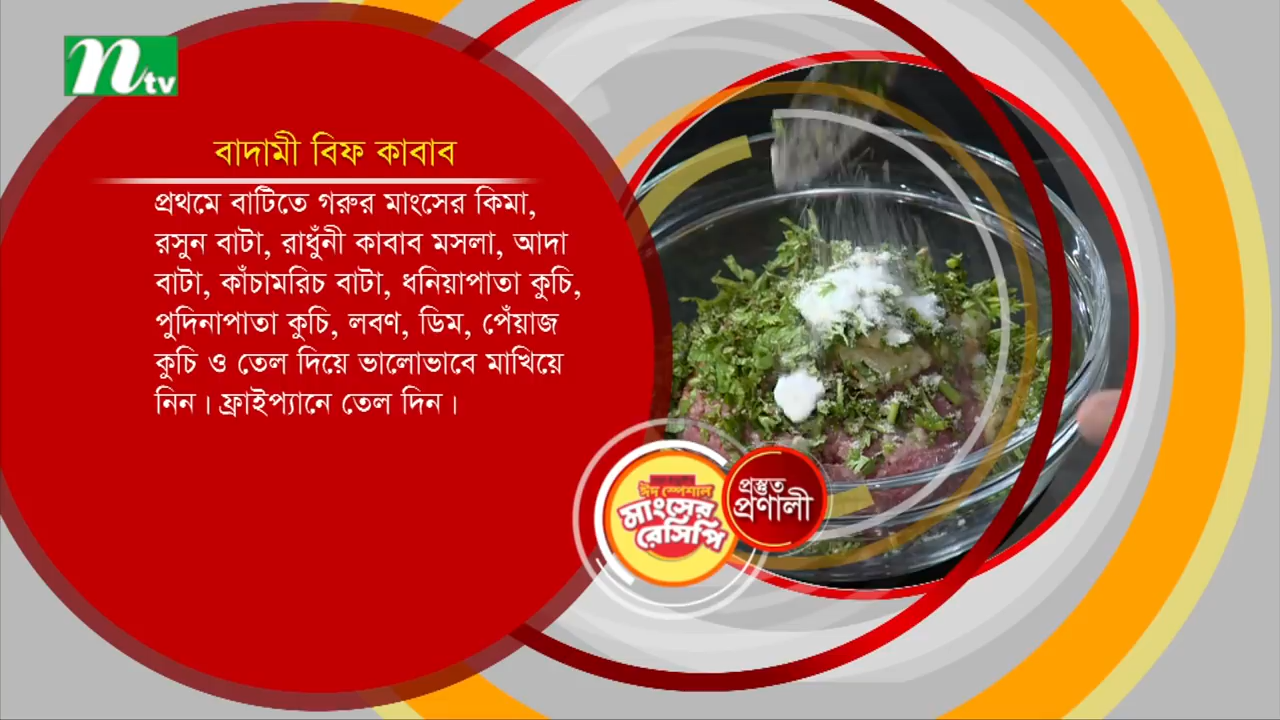 ntv
বাদামী বিফ কাবাব
প্রথমে বাটিতে গরুর মাংসের কিমা,
রসুন বাটা, রাধুঁনী কাবাব মসলা, আদা
বাটা, কাঁচামরিচ বাটা, ধনিয়াপাতা কুচি,
পুদিনাপাতা কুচি, লবণ, ডিম, পেঁয়াজ
কুচি ও তেল দিয়ে ভালোভাবে মাখিয়ে
নিন। ফ্রাইপ্যানে তেল দিন।
ঈদ স্পেশাল
মাংসের
রেসিপি
প্রস্তুত
প্রণালী